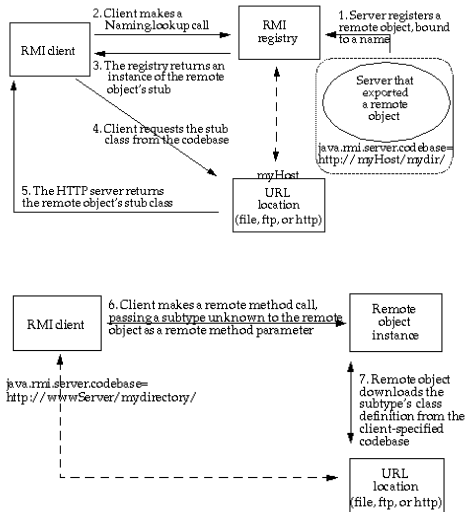 2. Client makes a
Naming.lookup call
RMI
registry
1. Server registers a
remote object, bound
to a name
RMI client
3. The registry returns an
instance of the remote
object's stub
Server that
exported
a remote
object
4. Client requests the stub
class from the codebase
java.rmi.server.codebase=
http://myHost/mydir/
myHost
5. The HTTP server returns
the remote object's stub class
URL
location
(file, ftp, or http)
RMI client
6. Client makes a remote method call,
passing a subtype unknown to the remote
object as a remote method parameter
Remote
object
instance
java.rmi.server.codebase=
http://wwwServer/mydirectory/
7. Remote object
downloads the
subtype's class
definition from the
client-specified
codebase
URL
location
(file, ftp, or http)